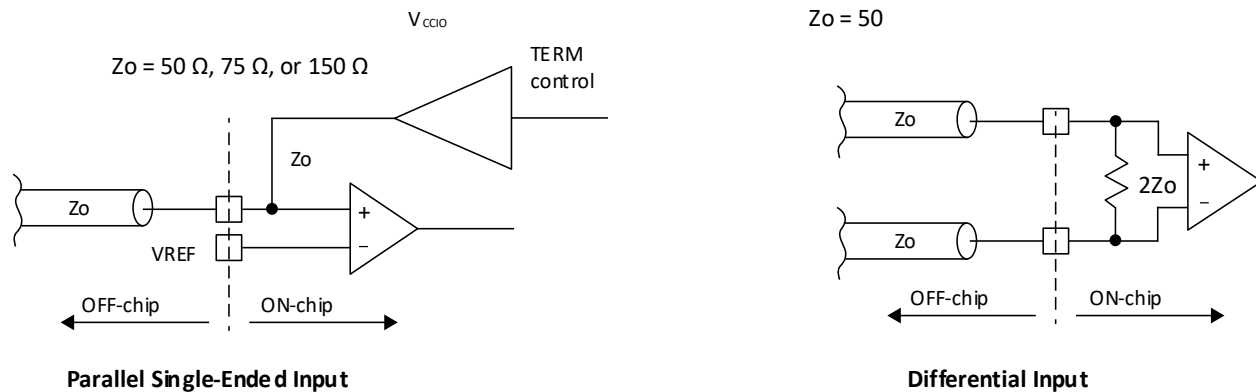 V CCIO
Zo = 50 Ω, 75 Ω, or 150 Ω
TERM
control
Zo
Zo
+
−
VREF
OFF-chip
ON-chip
Parallel Single-Ended Input
Zo = 50
Zo
+
2Zo
−
Zo
OFF-chip
ON-chip
Differential Input